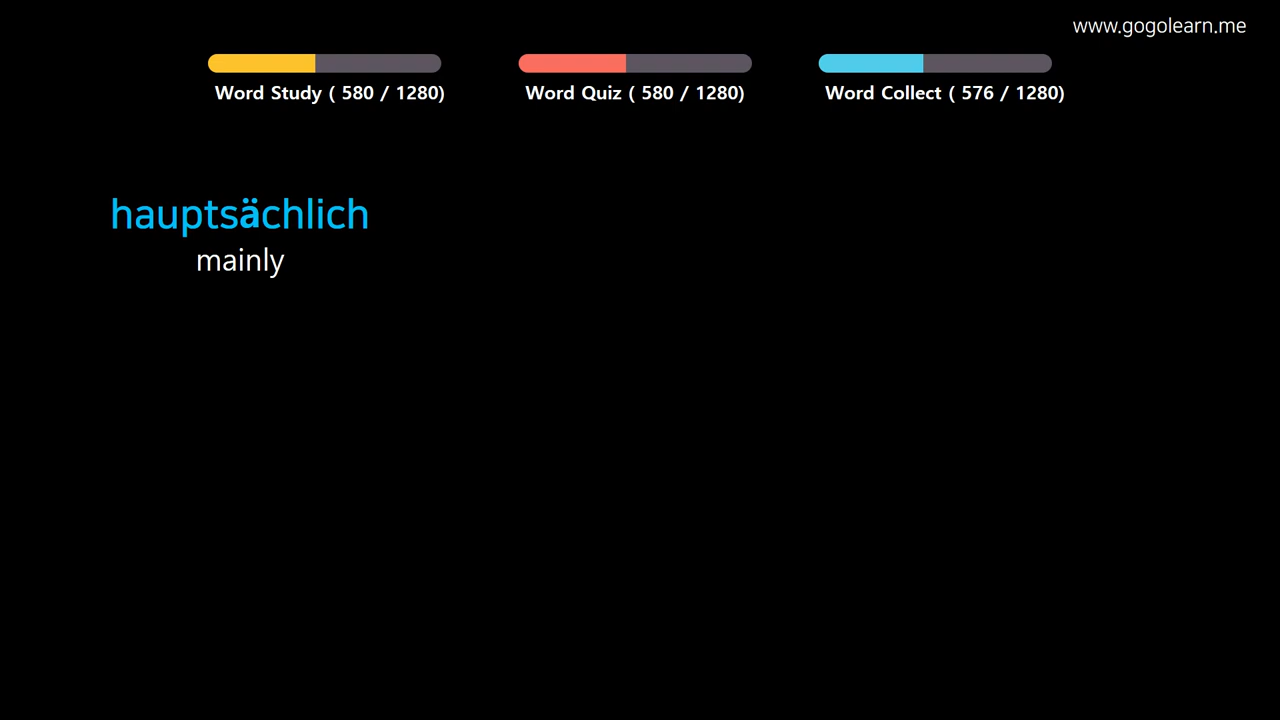 www.gogolearn.me
Word Study ( 580 / 1280)
Word Quiz ( 580 / 1280)
Word Collect ( 576 / 1280)
hauptsächlich
mainly